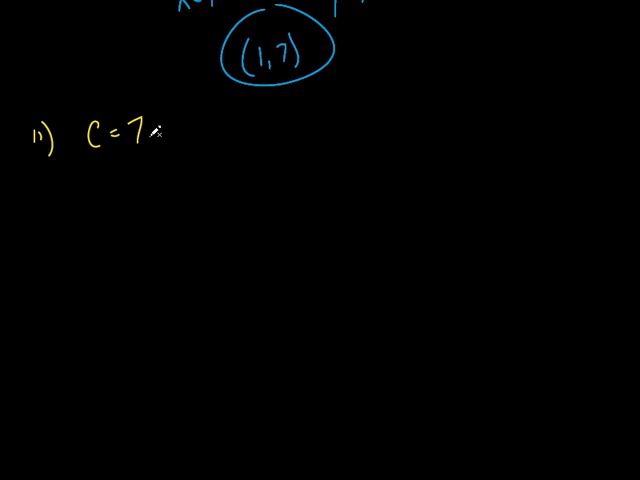 (1,7)
11) C = 7